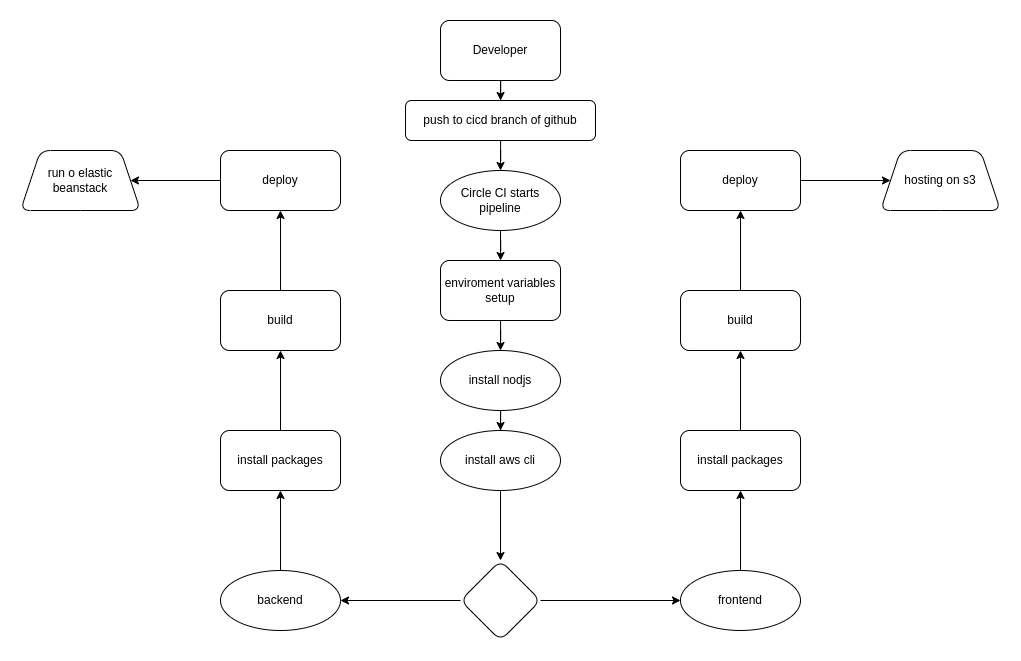 Developer
push to cicd branch of github
Circle CI starts
pipeline
enviroment variables
setup
install nodjs
install aws cli
backend
install packages
build
deploy
run o elastic
beanstack
frontend
install packages
build
deploy
hosting on s3